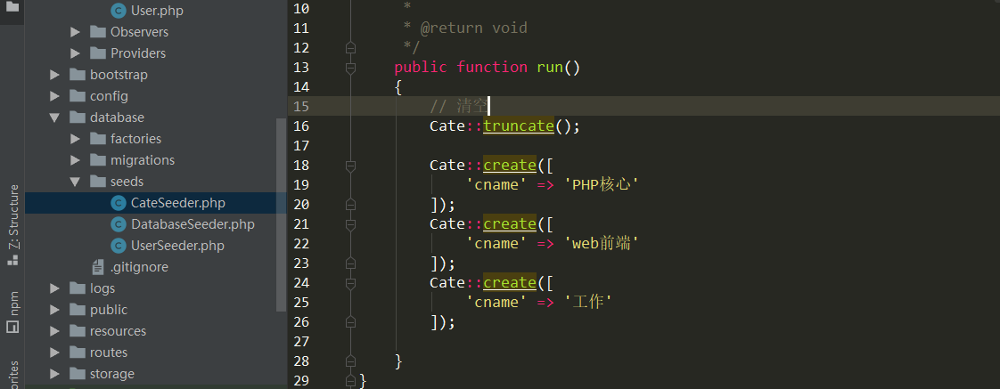 User.php
Observers
Providers
bootstrap
config
database
factories
migrations
seeds
CateSeeder.php
DatabaseSeeder.php
UserSeeder.php
.gitignore
logs
public
resources
routes
storage
Z: Structure
npm
orites
10 *
11 * @return void
12 */
13 public function run()
14 {
15 // 清空
16 Cate::truncate();
17
18 Cate::create([
19 'cname' => 'PHP核心'
20 ]);
21 Cate::create([
22 'cname' => 'web前端'
23 ]);
24 Cate::create([
25 'cname' => '工作'
26 ]);
27
28 }
29 }